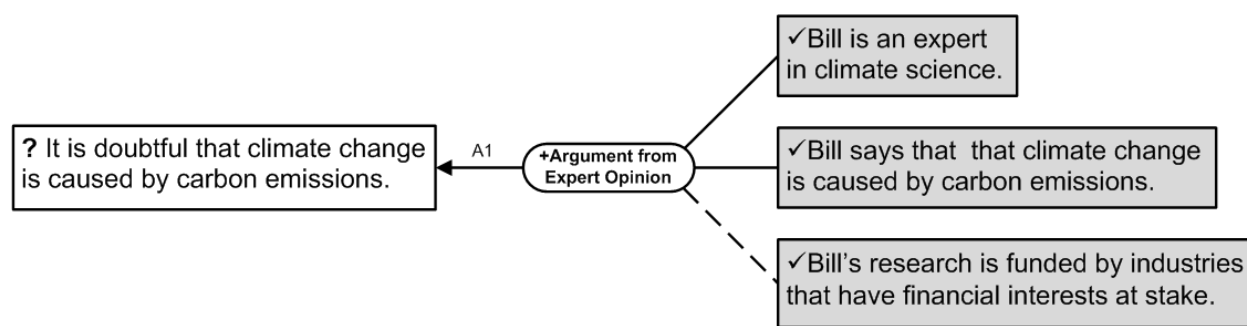 ✓Bill is an expert
in climate science.
? It is doubtful that climate change
is caused by carbon emissions.
A1
+Argument from
Expert Opinion
✓Bill says that that climate change
is caused by carbon emissions.
✓Bill’s research is funded by industries
that have financial interests at stake.